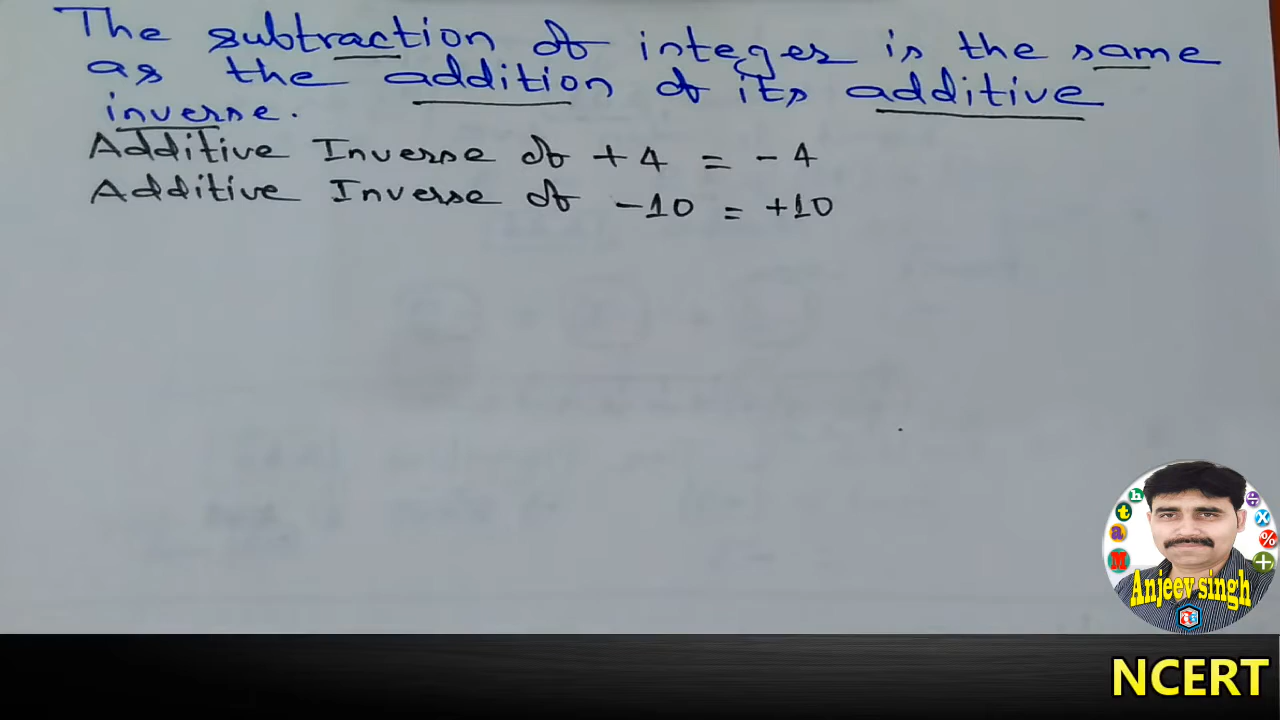 The subtraction of integer is the same
as the addition of its additive
inverse.
Additive Inverse of +4 = -4
Additive Inverse of -10 = +10
h
t
a
M
÷
x
%
+
Anjeev singh
NCERT